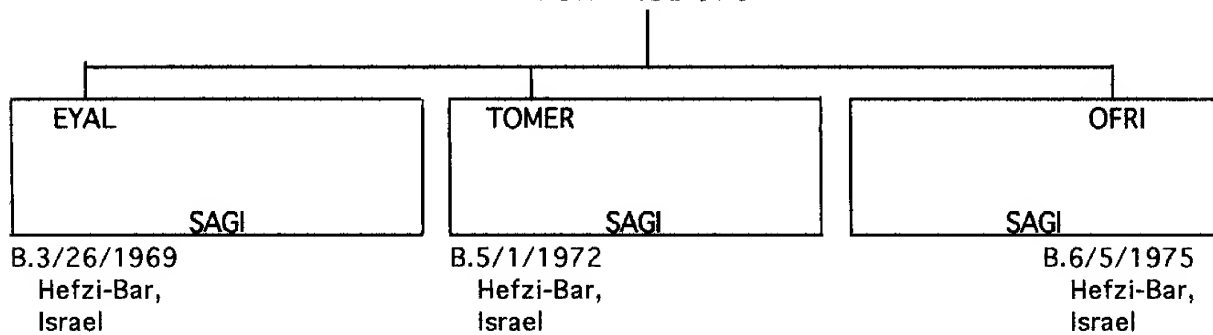 EYAL
SAGI
B.3/26/1969
Hefzi-Bar,
Israel
TOMER
SAGI
B.5/1/1972
Hefzi-Bar,
Israel
OFRI
SAGI
B.6/5/1975
Hefzi-Bar,
Israel